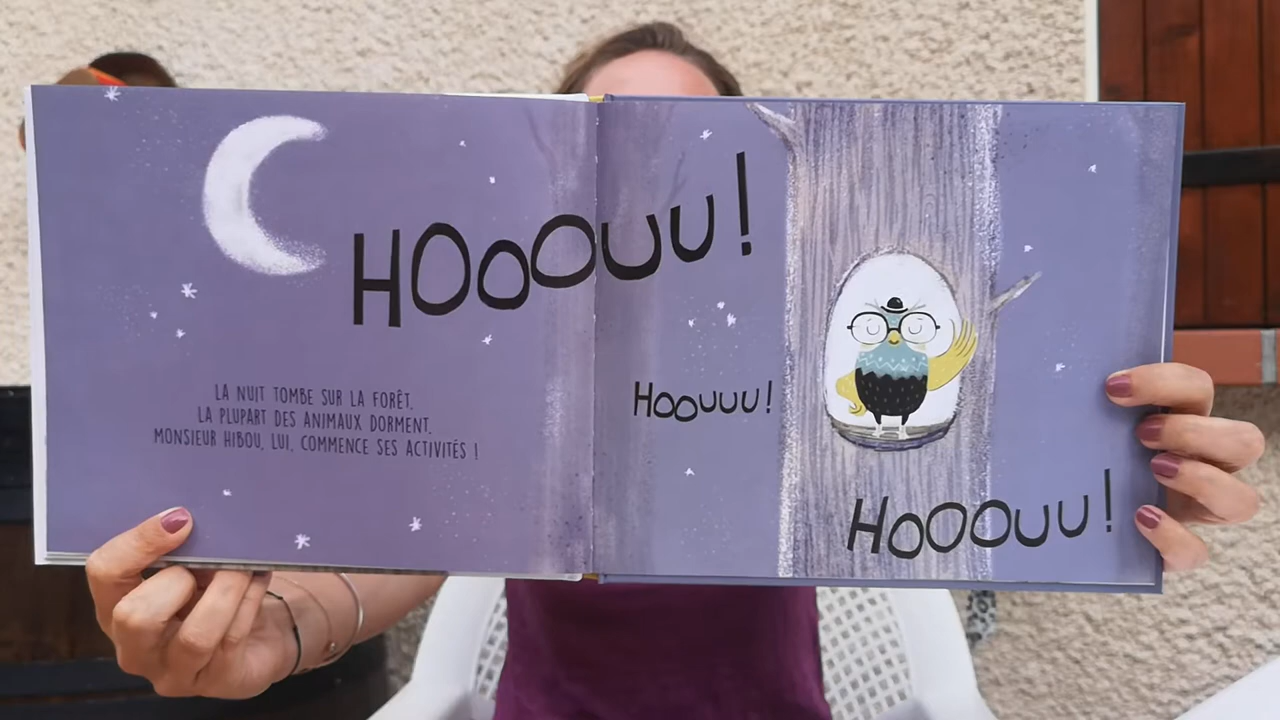 HOOOUU !
LA NUIT TOMBE SUR LA FORÊT.
LA PLUPART DES ANIMAUX DORMENT.
MONSIEUR HIBOU, LUI, COMMENCE SES ACTIVITÉS !
HOOUUU !
HOOOUU !